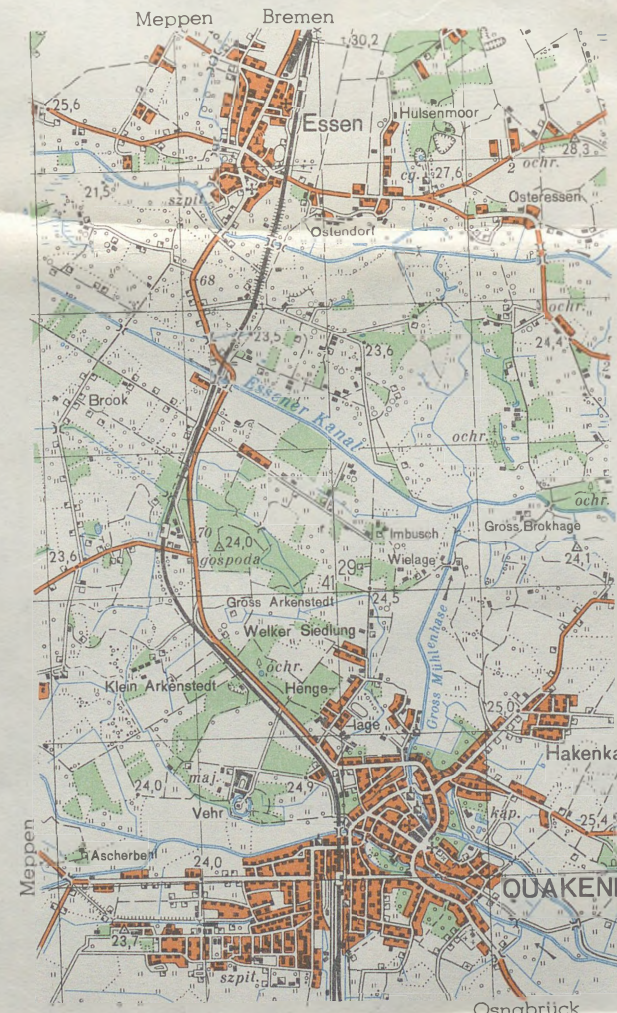 Meppen
Bremen
30,2
25,6
Essen
Hülsenmoor
28,3
2
ochr.
cg.
27,6
21,5
szpit.
Osteressen
Ostendorf
68
ochr.
23,5
24,4
23,6
2
Essener Kanal
Brook
ochr.
ochr.
Gross Brokhage
70
24,0
Imbusch
gospoda
23,6
Wielage
24,1
29
41
24,5
Gross Arkenstedt
Welker Siedlung
Gross Mühlenhase
ochr.
Klein Arkenstedt
Henge-
lage
25,0
Hakenka
maj.
24,0
24,9
Vehr
kąp.
25,4
Ascherben
24,0
Meppen
QUAKEN
23,7
szpit.
Osnabrück